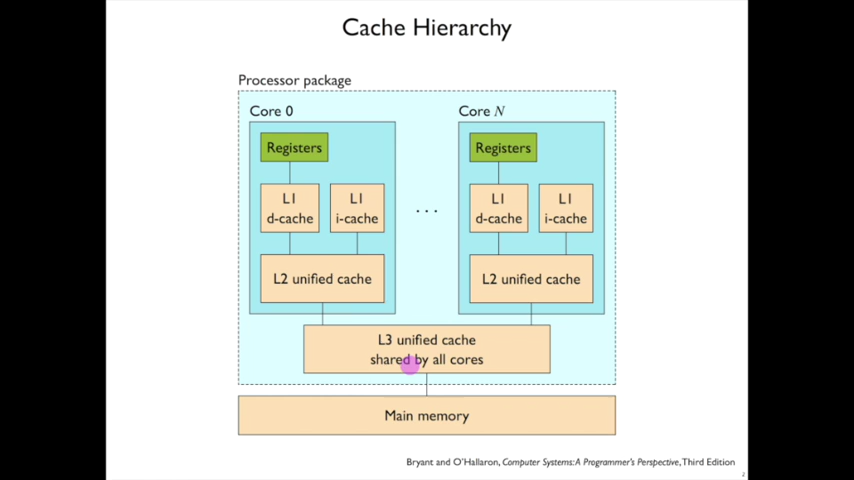 Cache Hierarchy
Processor package
Core 0
Core N
Registers
Registers
L1
d-cache
L1
i-cache
. . .
L1
d-cache
L1
i-cache
L2 unified cache
L2 unified cache
L3 unified cache
shared by all cores
Main memory
Bryant and O'Hallaron, Computer Systems: A Programmer's Perspective, Third Edition
2